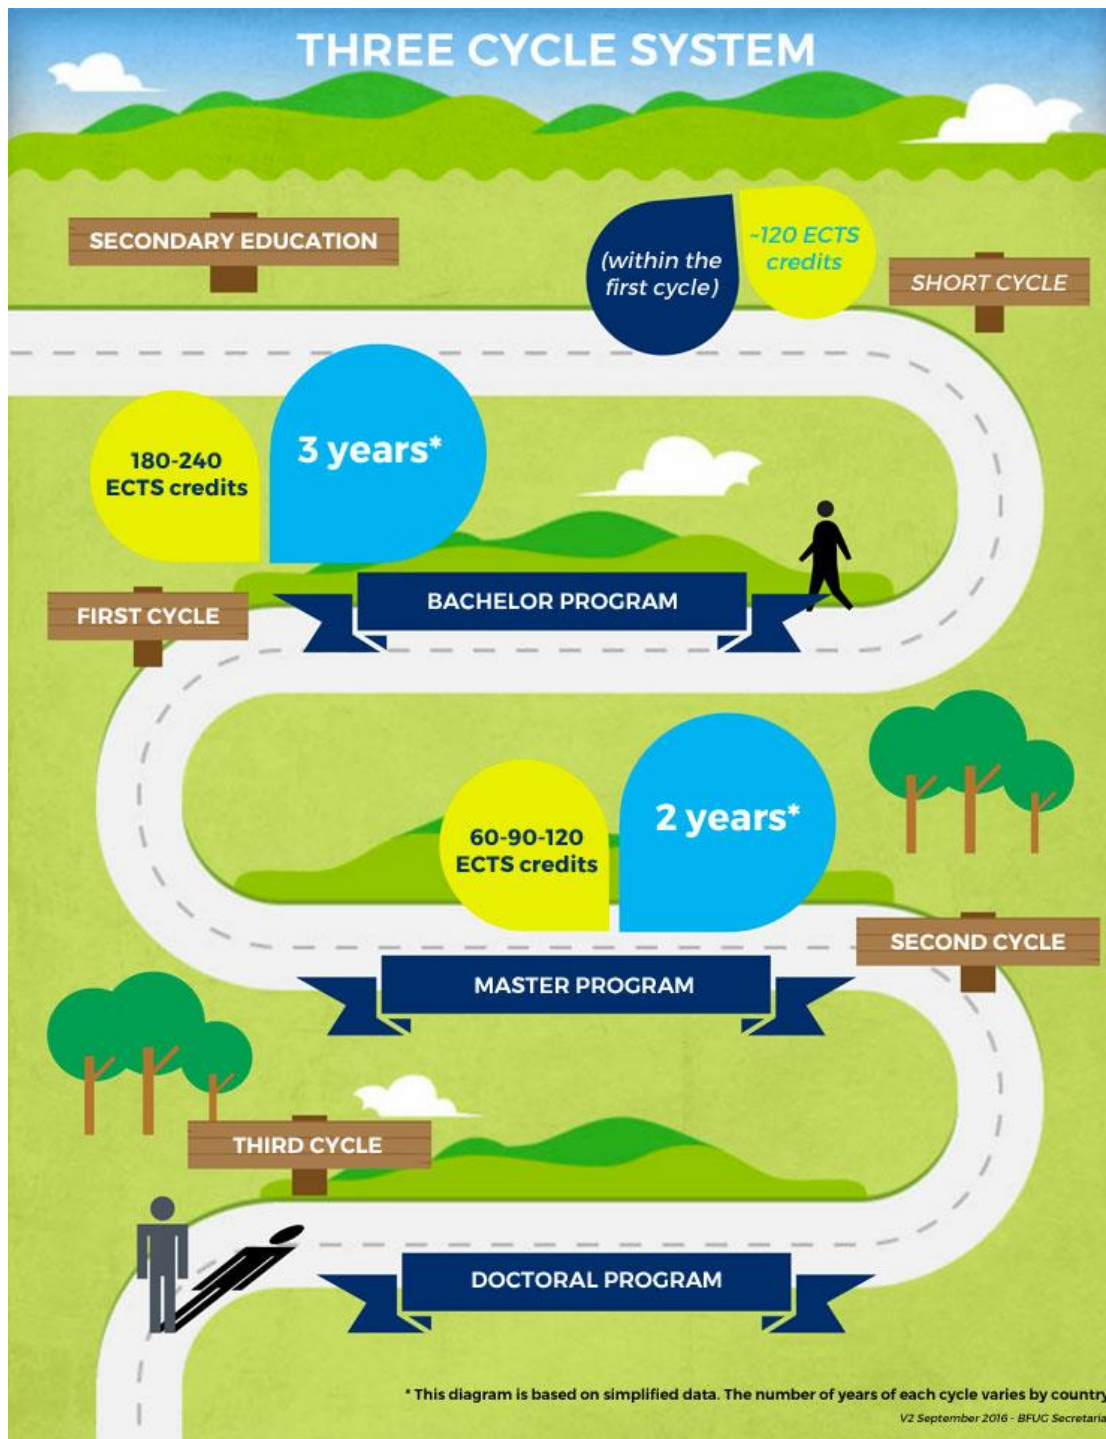 THREE CYCLE SYSTEM
SECONDARY EDUCATION
(within the
first cycle)
~120 ECTS
credits
SHORT CYCLE
180-240
ECTS credits
3 years*
BACHELOR PROGRAM
FIRST CYCLE
60-90-120
ECTS credits
2 years*
SECOND CYCLE
MASTER PROGRAM
THIRD CYCLE
DOCTORAL PROGRAM
* This diagram is based on simplified data. The number of years of each cycle varies by country
V2 September 2016 - BFUG Secretaria